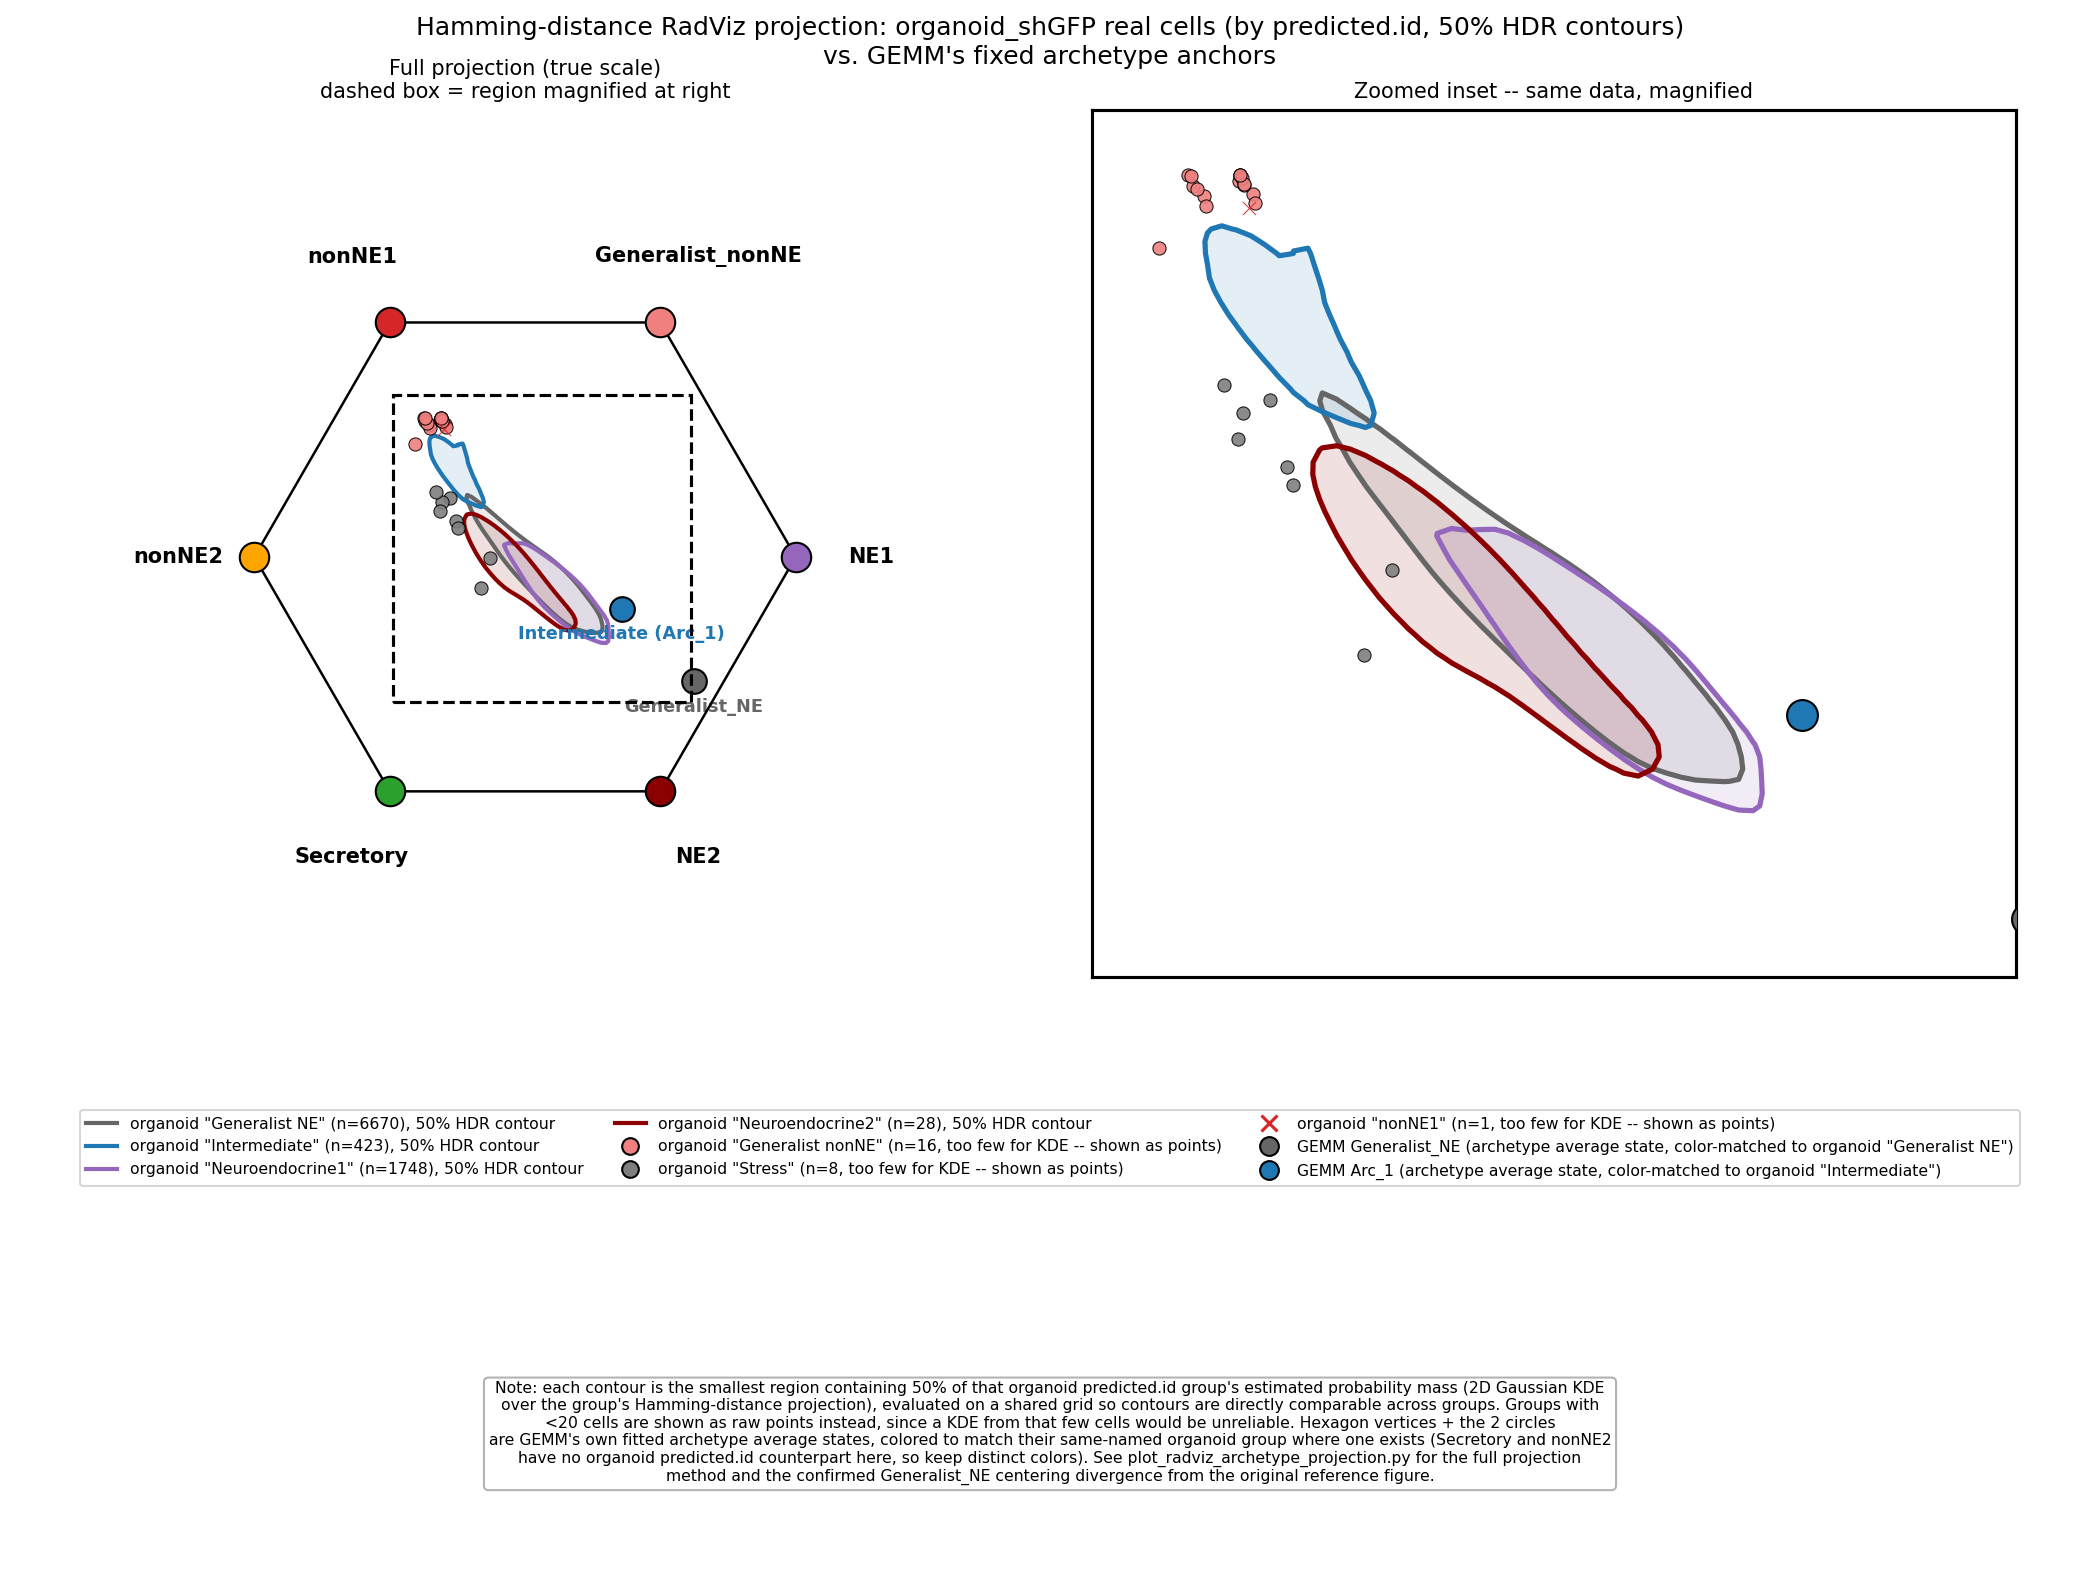 Hamming-distance RadViz projection: organoid_shGFP real cells (by predicted.id, 50% HDR contours)
vs. GEMM's fixed archetype anchors
Full projection (true scale)
dashed box = region magnified at right
Zoomed inset -- same data, magnified
nonNE1
Generalist_nonNE
nonNE2
NE1
Intermediate (Arc_1)
Generalist_NE
Secretory
NE2
organoid "Generalist NE" (n=6670), 50% HDR contour
organoid "Intermediate" (n=423), 50% HDR contour
organoid "Neuroendocrine1" (n=1748), 50% HDR contour
organoid "Neuroendocrine2" (n=28), 50% HDR contour
organoid "Generalist nonNE" (n=16, too few for KDE -- shown as points)
organoid "Stress" (n=8, too few for KDE -- shown as points)
organoid "nonNE1" (n=1, too few for KDE -- shown as points)
GEMM Generalist_NE (archetype average state, color-matched to organoid "Generalist NE")
GEMM Arc_1 (archetype average state, color-matched to organoid "Intermediate")
Note: each contour is the smallest region containing 50% of that organoid predicted.id group's estimated probability mass (2D Gaussian KDE
over the group's Hamming-distance projection), evaluated on a shared grid so contours are directly comparable across groups. Groups with
<20 cells are shown as raw points instead, since a KDE from that few cells would be unreliable. Hexagon vertices + the 2 circles
are GEMM's own fitted archetype average states, colored to match their same-named organoid group where one exists (Secretory and nonNE2
have no organoid predicted.id counterpart here, so keep distinct colors). See plot_radviz_archetype_projection.py for the full projection
method and the confirmed Generalist_NE centering divergence from the original reference figure.